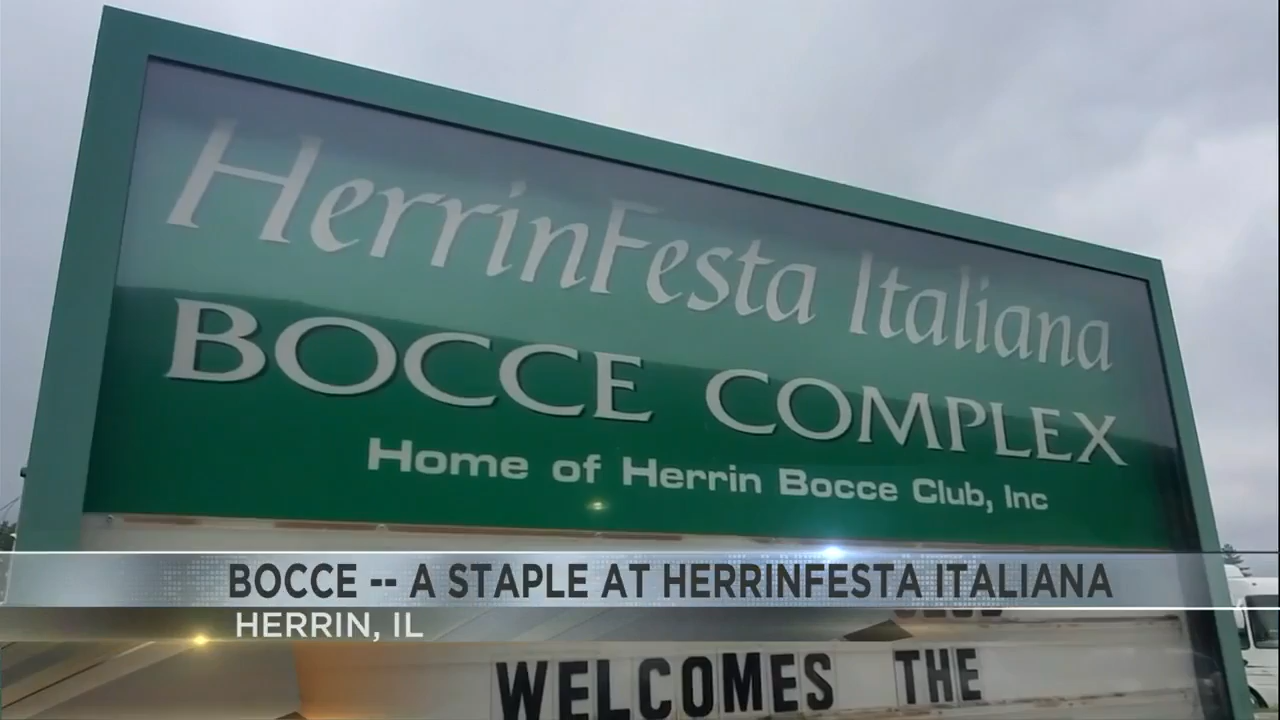 HerrinFesta Italiana
BOCCE COMPLEX
Home of Herrin Bocce Club, Inc
BOCCE -- A STAPLE AT HERRINFESTA ITALIANA
HERRIN, IL
WELCOMES THE